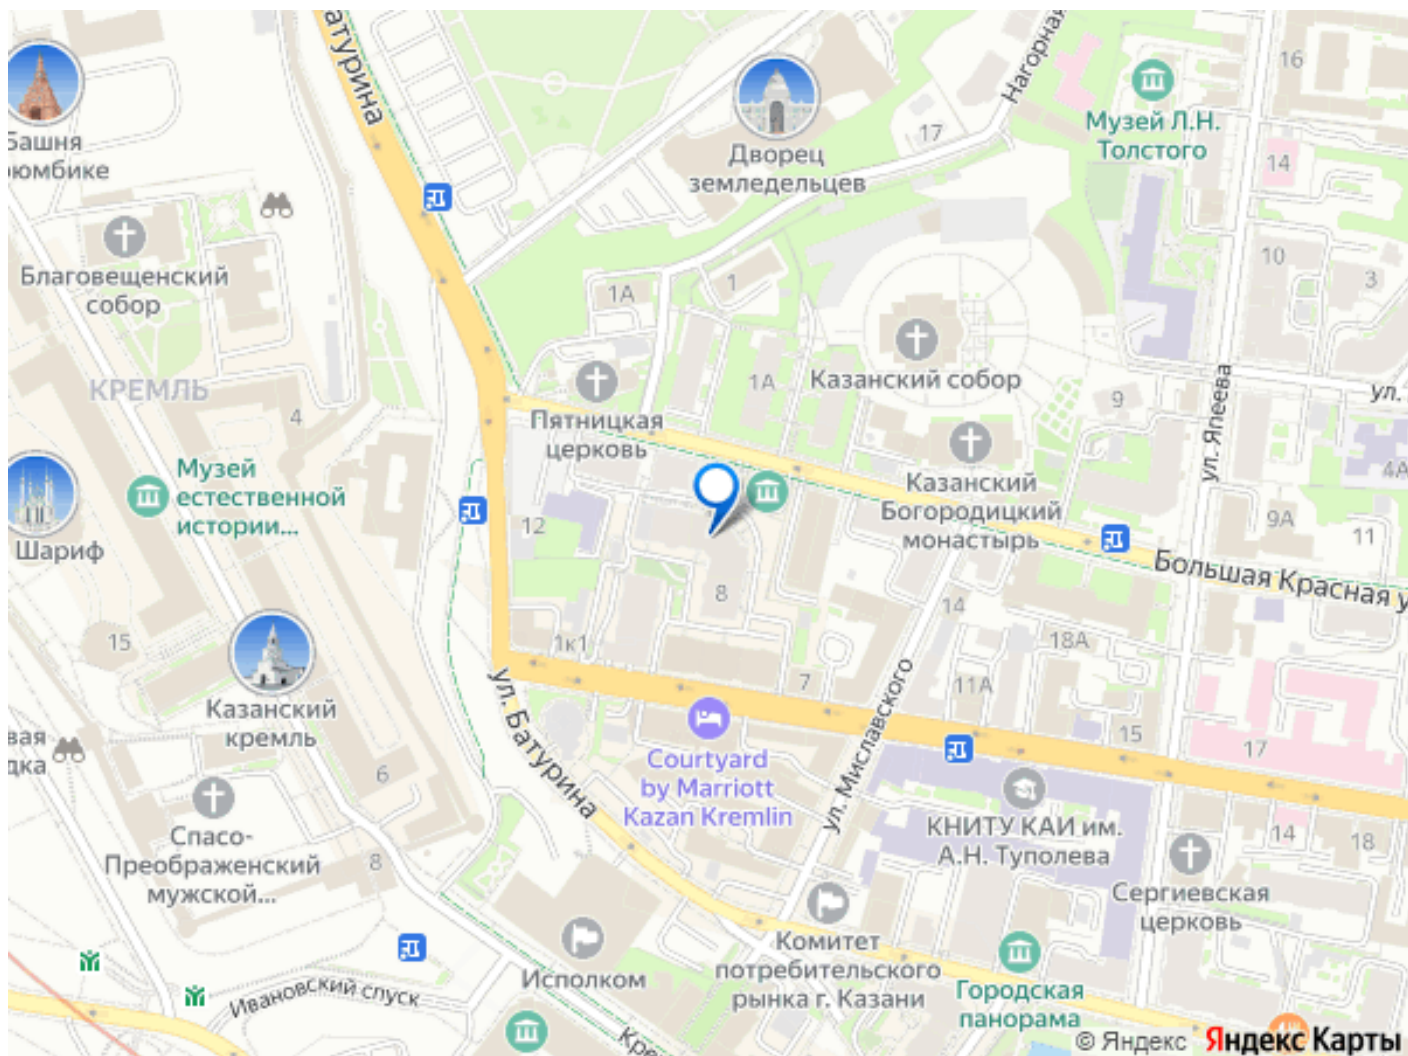 атурина
Нагорная
16
Музей Л.Н.
Толстого
17
14
Дворец
земледельцев
Башня
юмбике
Благовещенский
собор
1А
1
10
3
КРЕМЛЬ
4
Пятницкая
церковь
1А
Казанский собор
9
ул. Япеева
ул.
Музей
естественной
истории...
Шариф
12
Казанский
Богородицкий
монастырь
9А
4А
11
Большая Красная у
8
14
18А
15
1к1
7
11А
15
17
Казанский
кремль
вая
дка
ул. Батурина
Courtyard
by Marriott
Kazan Kremlin
ул. Миславского
6
КНИТУ КАИ им.
А.Н. Туполева
14
18
Спасо-
Преображенский
мужской...
8
Сергиевская
церковь
Исполком
Комитет
потребительского
рынка г. Казани
Городская
панорама
Ивановский спуск
Кре
© Яндекс Яндекс Карты